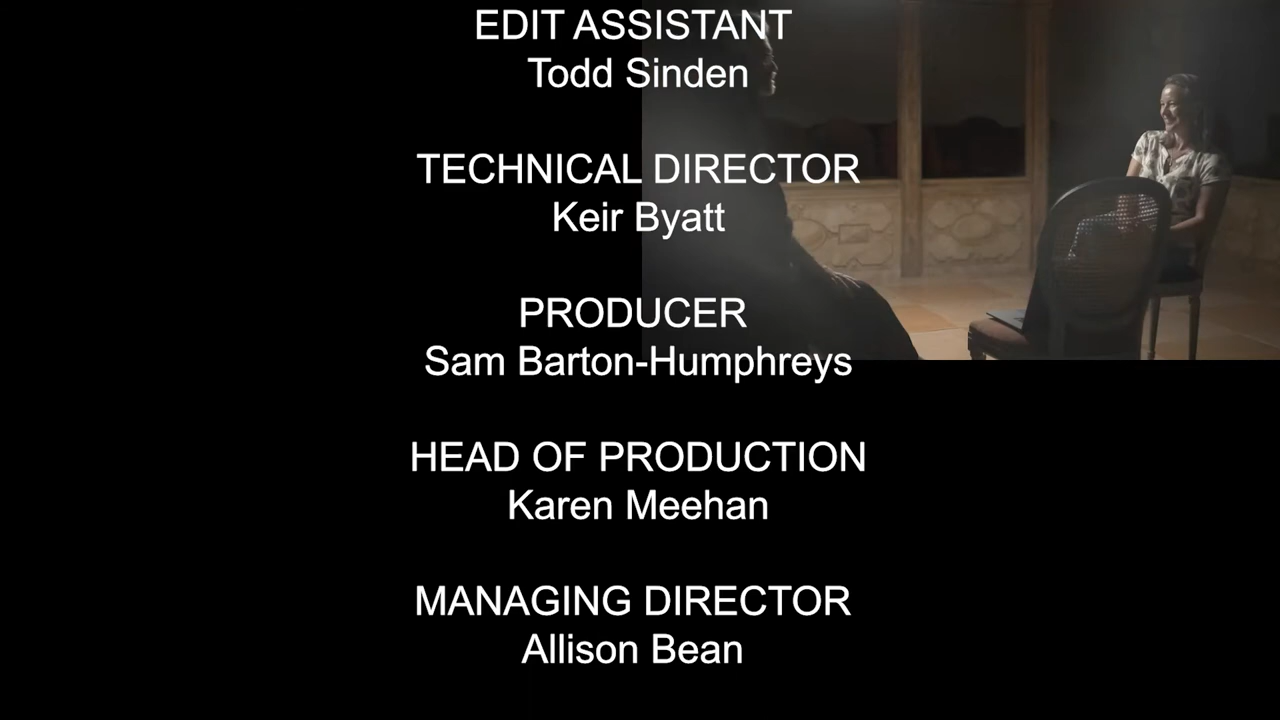 EDIT ASSISTANT
Todd Sinden
TECHNICAL DIRECTOR
Keir Byatt
PRODUCER
Sam Barton-Humphreys
HEAD OF PRODUCTION
Karen Meehan
MANAGING DIRECTOR
Allison Bean